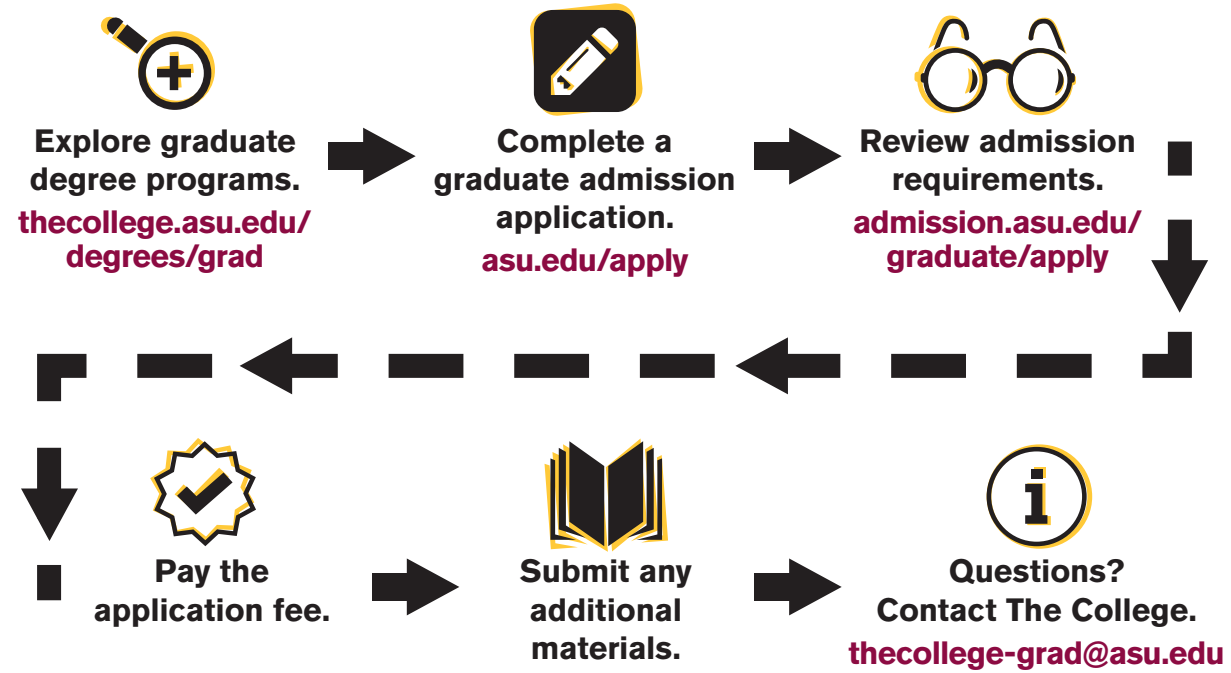 Explore graduate
degree programs.
thecollege.asu.edu/
degrees/grad
Complete a
graduate admission
application.
asu.edu/apply
Review admission
requirements.
admission.asu.edu/
graduate/apply
Pay the
application fee.
Submit any
additional
materials.
i
Questions?
Contact The College.
thecollege-grad@asu.edu